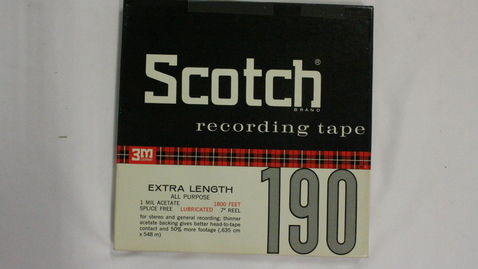 Scotch®
BRAND
recording tape
3M
EXTRA LENGTH
ALL PURPOSE
1 MIL ACETATE 1800 FEET
SPLICE FREE LUBRICATED 7" REEL
for stereo and general recording; thinner
acetate backing gives better head-to-tape
contact and 50% more footage (.635 cm
x 548 m)
190